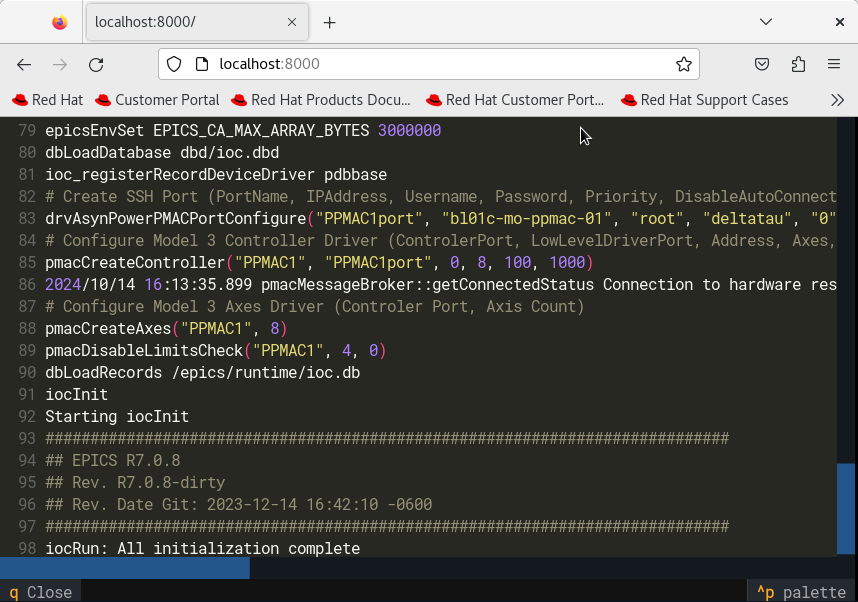 localhost:8000/
localhost:8000
Red Hat Customer Portal Red Hat Products Docu... Red Hat Customer Port... Red Hat Support Cases
79 epicsEnvSet EPICS_CA_MAX_ARRAY_BYTES 3000000
80 dbLoadDatabase dbd/ioc.dbd
81 ioc_registerRecordDeviceDriver pdbbase
82 # Create SSH Port (PortName, IPAddress, Username, Password, Priority, DisableAutoConnect
83 drvAsynPowerPMACPortConfigure("PPMAC1port", "bl01c-mo-ppmac-01", "root", "deltatau", "0"
84 # Configure Model 3 Controller Driver (ControlerPort, LowLevelDriverPort, Address, Axes,
85 pmacCreateController("PPMAC1", "PPMAC1port", 0, 8, 100, 1000)
86 2024/10/14 16:13:35.899 pmacMessageBroker::getConnectedStatus Connection to hardware res
87 # Configure Model 3 Axes Driver (Controler Port, Axis Count)
88 pmacCreateAxes("PPMAC1", 8)
89 pmacDisableLimitsCheck("PPMAC1", 4, 0)
90 dbLoadRecords /epics/runtime/ioc.db
91 iocInit
92 Starting iocInit
93 ############################################################################
94 ## EPICS R7.0.8
95 ## Rev. R7.0.8-dirty
96 ## Rev. Date Git: 2023-12-14 16:42:10 -0600
97 ############################################################################
98 iocRun: All initialization complete
q Close ^p palette